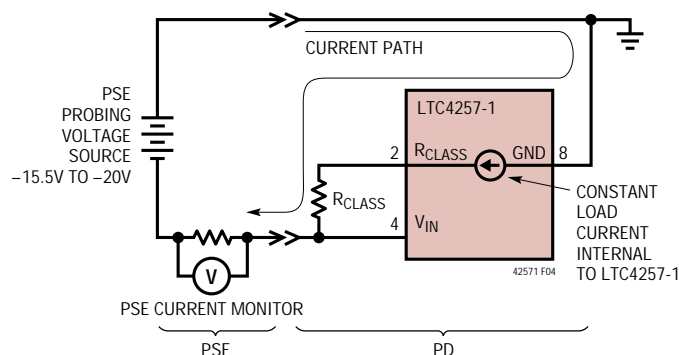 CURRENT PATH
PSE
PROBING
VOLTAGE
SOURCE
–15.5V TO –20V
LTC4257-1
2
RCLASS
GND
8
RCLASS
4
VIN
CONSTANT
LOAD
CURRENT
INTERNAL
TO LTC4257-1
42571 F04
V
PSE CURRENT MONITOR
PSE
PD